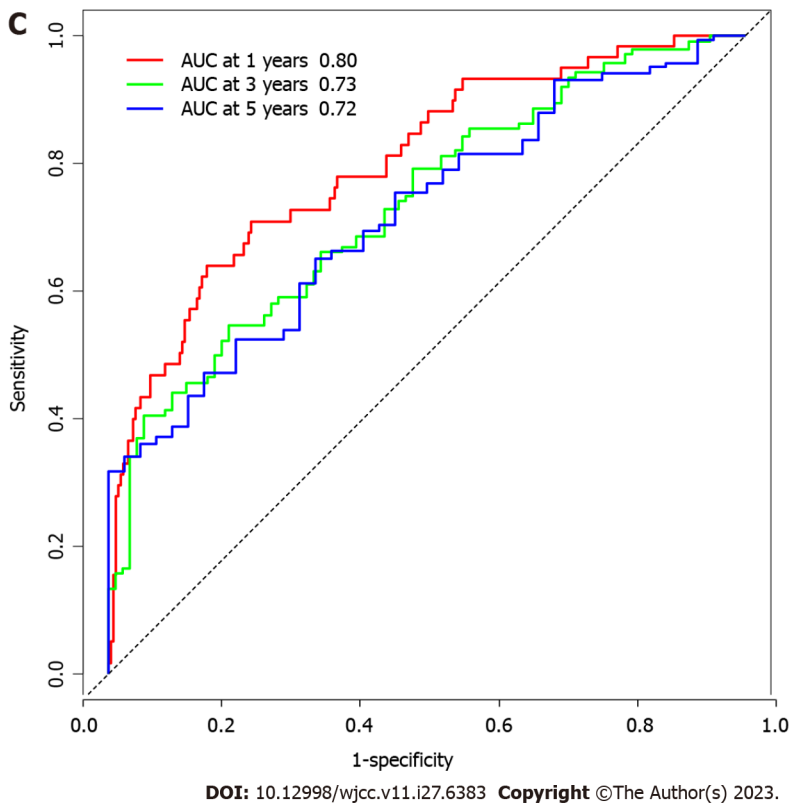 C
AUC at 1 years 0.80
AUC at 3 years 0.73
AUC at 5 years 0.72
1.0
0.8
0.6
0.4
0.2
0.0
Sensitivity
0.0 0.2 0.4 0.6 0.8 1.0
1-specificity
DOI: 10.12998/wjcc.v11.i27.6383 Copyright ©The Author(s) 2023.